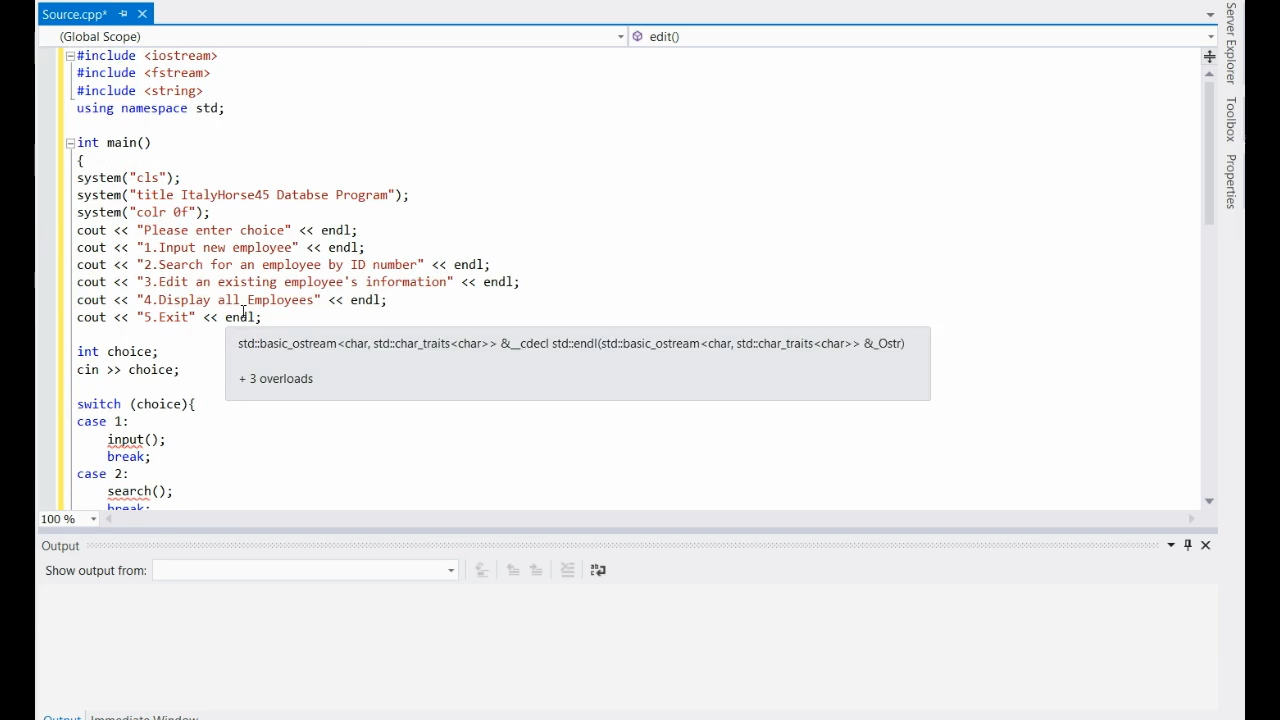 Source.cpp*
(Global Scope) edit()
#include <iostream>
#include <fstream>
#include <string>
using namespace std;
int main()
{
system("cls");
system("title ItalyHorse45 Databse Program");
system("colr 0f");
cout << "Please enter choice" << endl;
cout << "1.Input new employee" << endl;
cout << "2.Search for an employee by ID number" << endl;
cout << "3.Edit an existing employee's information" << endl;
cout << "4.Display all Employees" << endl;
cout << "5.Exit" << endl;
std::basic_ostream<char, std::char_traits<char>> &__cdecl std::endl(std::basic_ostream<char, std::char_traits<char>> &_Ostr)
+ 3 overloads
int choice;
cin >> choice;
switch (choice){
case 1:
input();
break;
case 2:
search();
break;
100 %
Output
Show output from:
Output Immediate Window
Server Explorer
Toolbox
Properties